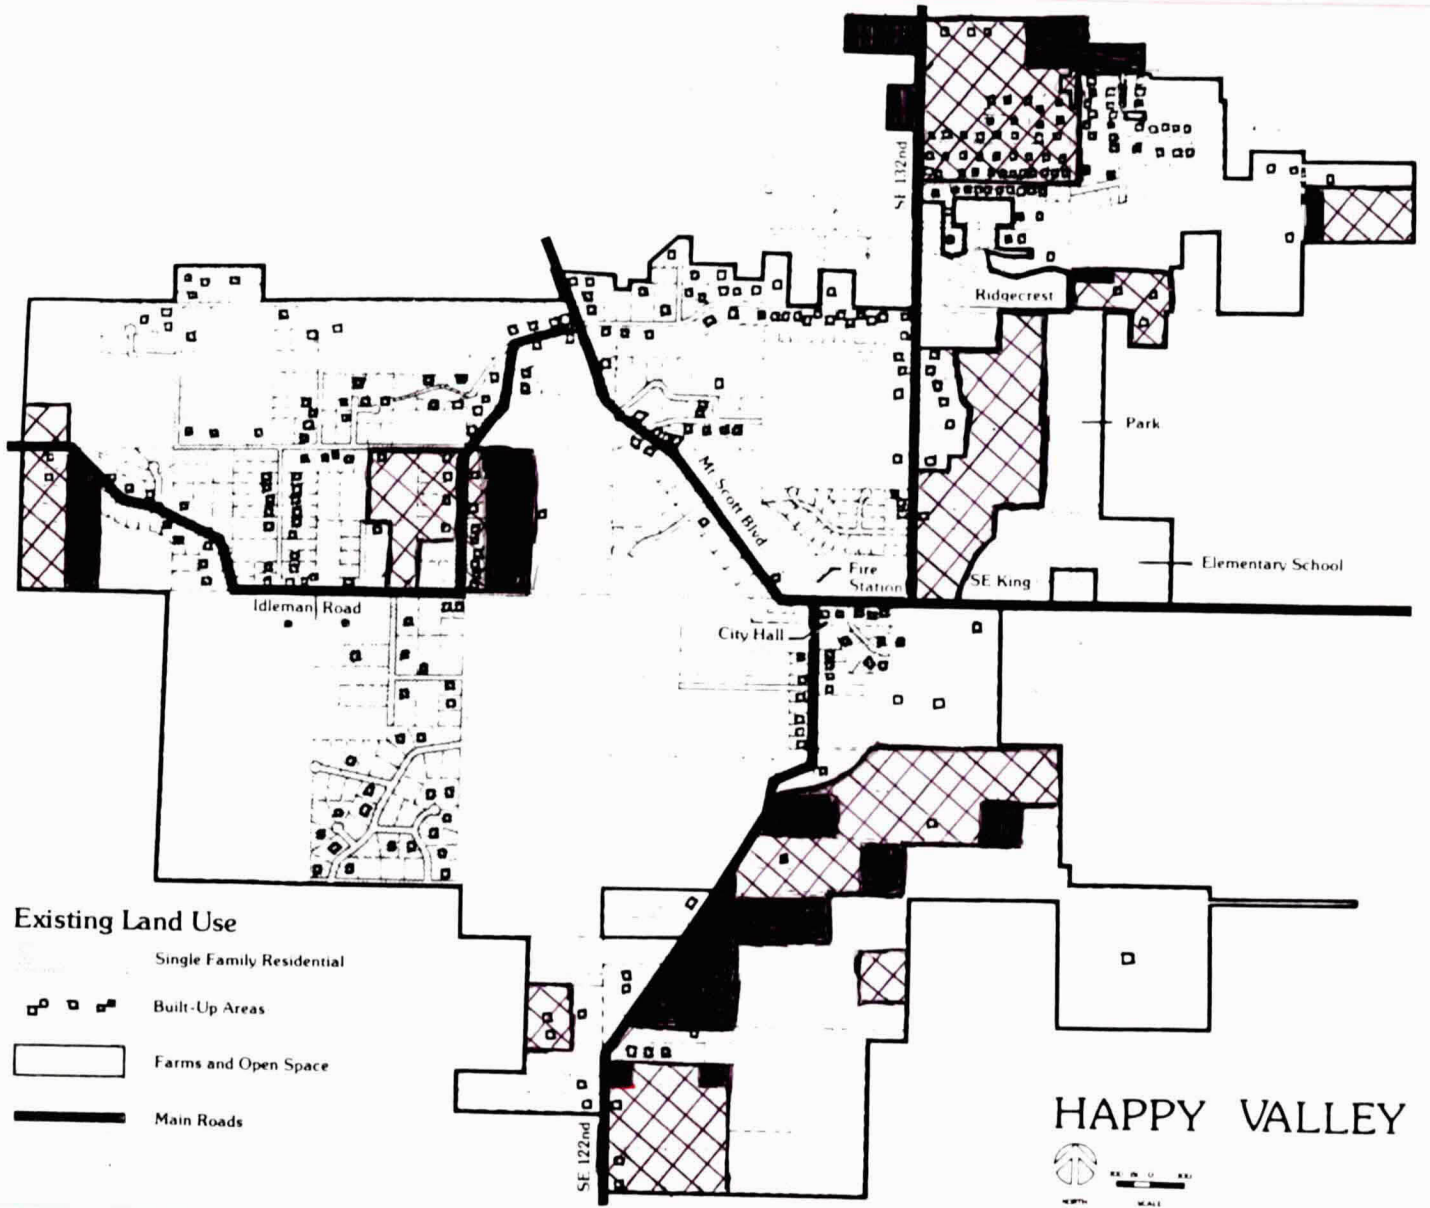 SE 132nd
Ridgecrest
Park
Mt Scott Blvd
Fire
Station
SE King
Elementary School
Idleman Road
City Hall
Existing Land Use
Single Family Residential
Built-Up Areas
Farms and Open Space
Main Roads
SE 122nd
HAPPY VALLEY
NORTH
SCALE